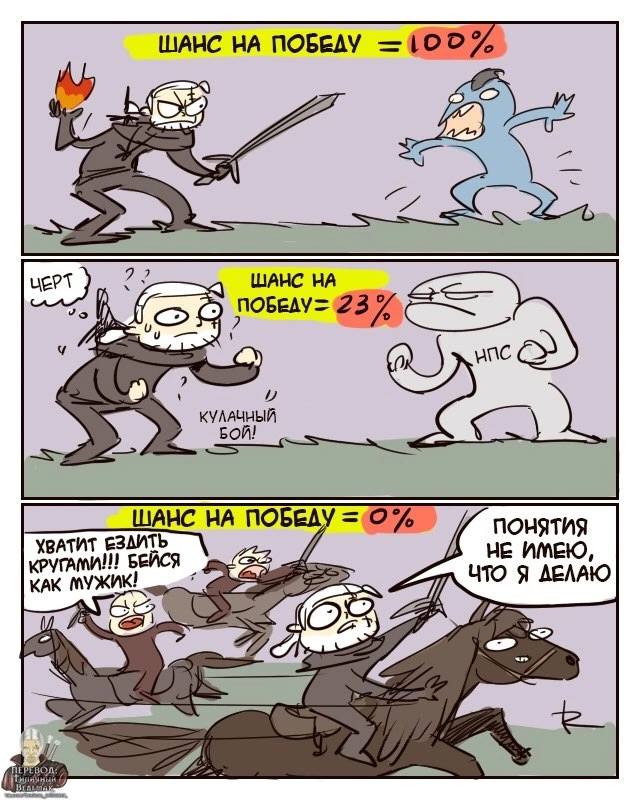 ШАНС НА ПОБЕДУ = 100%
ЧЕРТ
??
ШАНС НА
ПОБЕДУ = 23%
?
?
НПС
КУЛАЧНЫЙ
БОЙ!
ШАНС НА ПОБЕДУ = 0%
ХВАТИТ ЕЗДИТЬ
КРУГАМИ!!! БЕЙСЯ
КАК МУЖИК!
ПОНЯТИЯ
НЕ ИМЕЮ,
ЧТО Я ДЕЛАЮ
ПЕРЕВОД:
ТИПИЧНЫЙ
ВЕДЬМАК